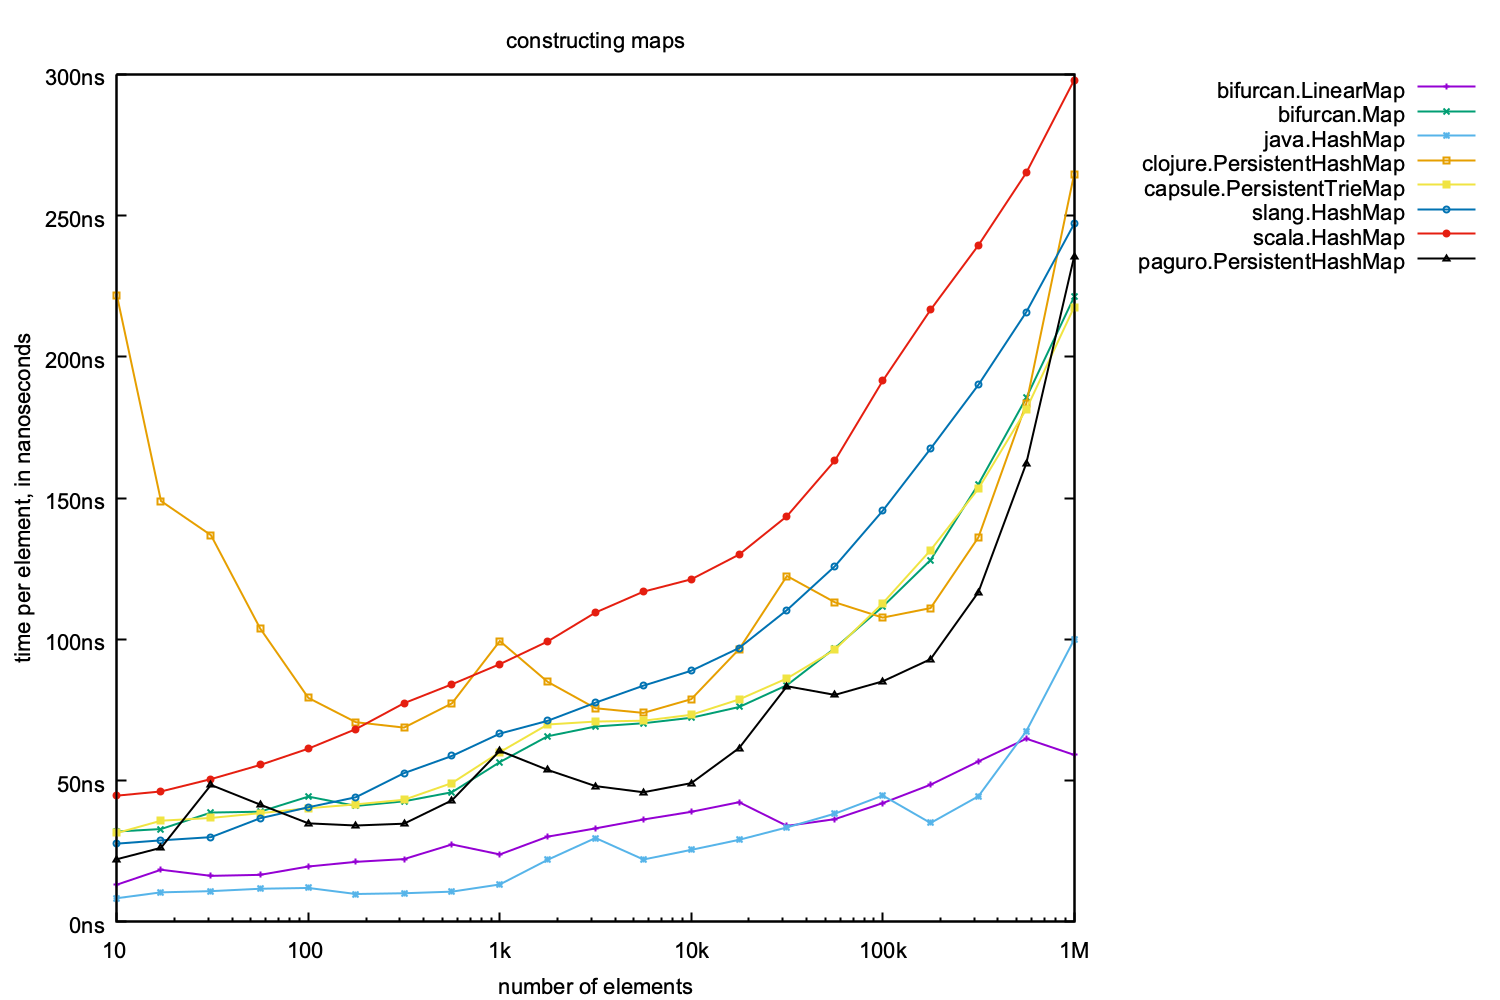 constructing maps
300ns
250ns
200ns
150ns
100ns
50ns
0ns
time per element, in nanoseconds
10
100
1k
10k
100k
1M
number of elements
bifurcan.LinearMap
bifurcan.Map
java.HashMap
clojure.PersistentHashMap
capsule.PersistentTrieMap
slang.HashMap
scala.HashMap
paguro.PersistentHashMap